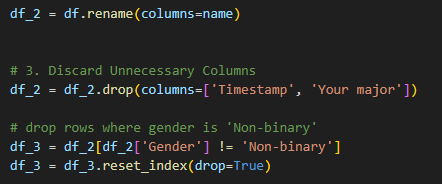 df_2 = df.rename(columns=name)
# 3. Discard Unnecessary Columns
df_2 = df_2.drop(columns=['Timestamp', 'Your major'])
# drop rows where gender is 'Non-binary'
df_3 = df_2[df_2['Gender'] != 'Non-binary']
df_3 = df_3.reset_index(drop=True)